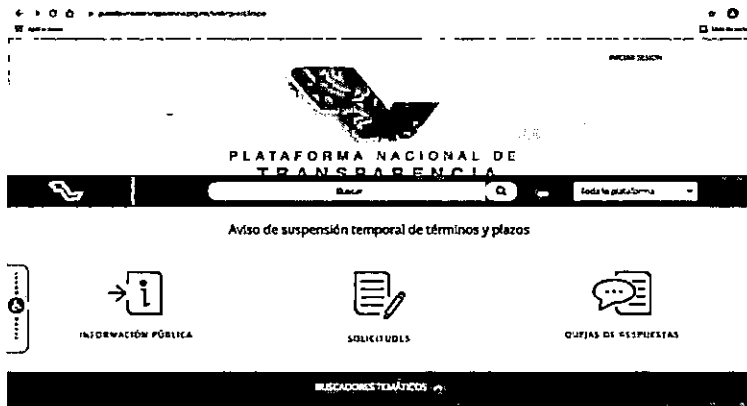 INICIAR SESIÓN
PLATAFORMA NACIONAL DE
TRANSPARENCIA
Buscar
Toda la plataforma
Aviso de suspensión temporal de términos y plazos
INFORMACIÓN PÚBLICA
SOLICITUDES
QUEJAS DE RESPUESTAS
BUSCADORES TEMÁTICOS